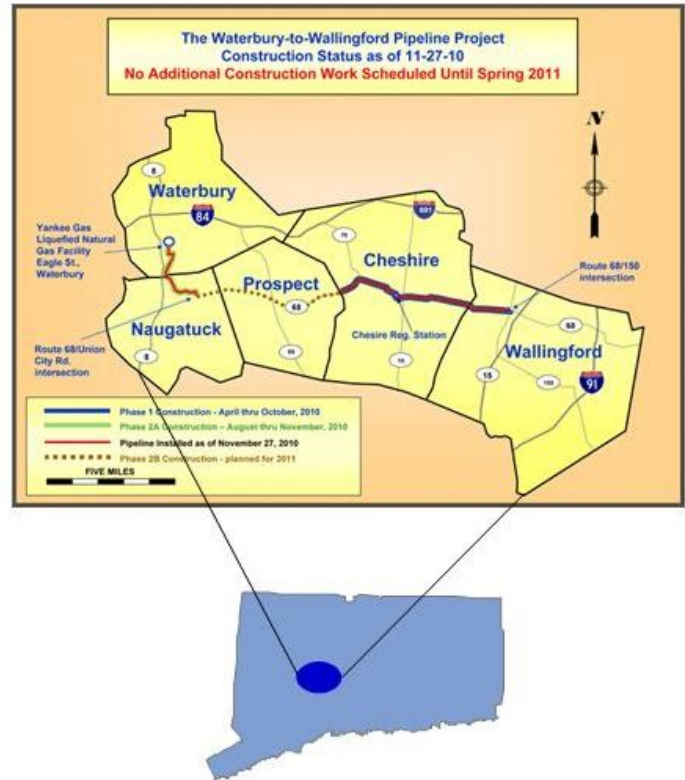 The Waterbury-to-Wallingford Pipeline Project
Construction Status as of 11-27-10
No Additional Construction Work Scheduled Until Spring 2011
N
8
Waterbury
84
691
Yankee Gas
Liquefied Natural
Gas Facility
Eagle St.,
Waterbury
70
Cheshire
Route 68/150
intersection
Prospect
68
68
Naugatuck
Chesire Reg. Station
Wallingford
Route 68/Union
City Rd.
intersection
8
69
10
15
150
91
Phase 1 Construction - April thru October, 2010
Phase 2A Construction – August thru November, 2010
Pipeline Installed as of November 27, 2010
Phase 2B Construction - planned for 2011
FIVE MILES